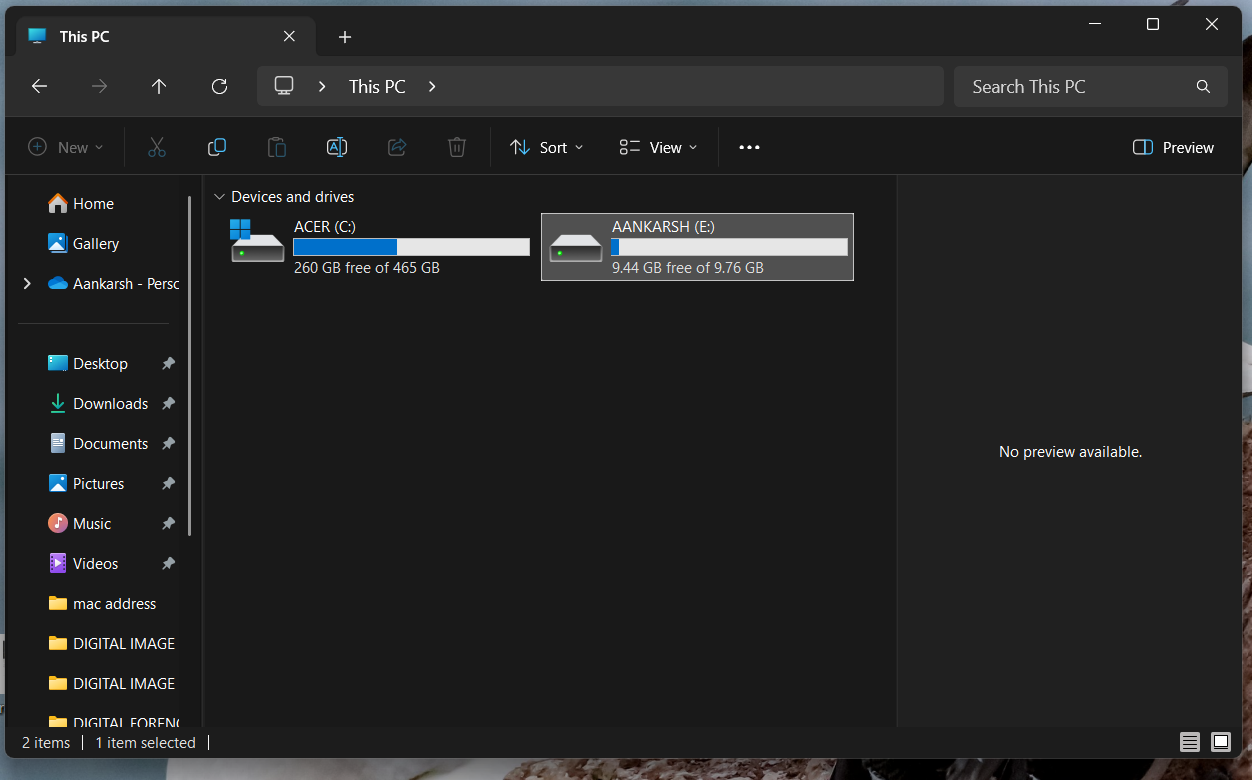 This PC
This PC
Search This PC
New
Sort
View
Preview
Home
Gallery
Aankarsh - Persc
Desktop
Downloads
Documents
Pictures
Music
Videos
mac address
DIGITAL IMAGE
DIGITAL IMAGE
DIGITAL FORENC
Devices and drives
ACER (C:)
260 GB free of 465 GB
AANKARSH (E:)
9.44 GB free of 9.76 GB
No preview available.
2 items
1 item selected